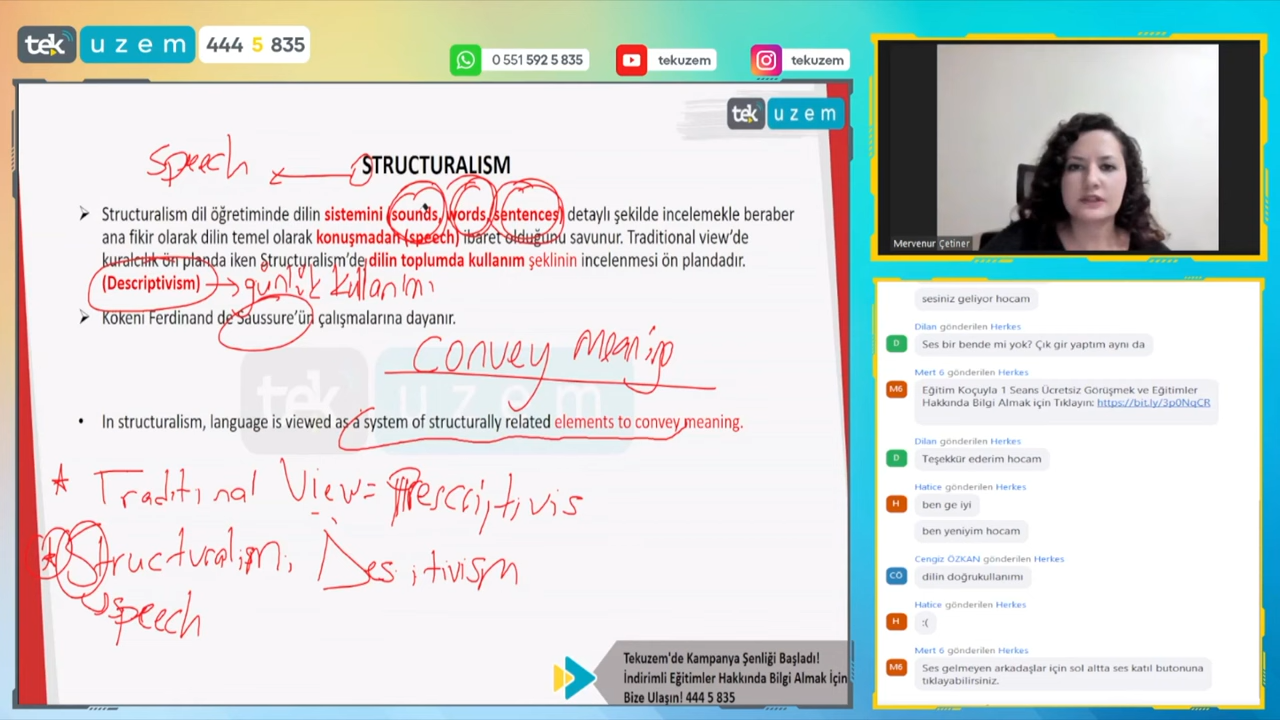 tek uzem 444 5 835
0 551 592 5 835
tekuzem
tekuzem
tek uzem
speech
STRUCTURALISM
Structuralism dil öğretiminde dilin sistemini (sounds, words, sentences) detaylı şekilde incelemekle beraber
ana fikir olarak dilin temel olarak konuşmadan (speech) ibaret olduğunu savunur. Traditional view'de
kuralcılık ön planda iken Structuralism'de dilin toplumda kullanım şeklinin incelenmesi ön plandadır.
(Descriptivism) günlük kullanımı
Kökeni Ferdinand de Saussure'ün çalışmalarına dayanır.
convey meaning
tek uzem
In structuralism, language is viewed as a system of structurally related elements to convey meaning.
Traditinal View = Prescriptivis
Structuralism,
speech
Tekuzem'de Kampanya Şenliği Başladı!
İndirimli Eğitimler Hakkında Bilgi Almak İçin
Bize Ulaşın! 444 5 835
Mervenur Çetiner
sesiniz geliyor hocam
Dilan gönderilen Herkes
D
Ses bir bende mi yok? Çık gir yaptım aynı da
Mert 6 gönderilen Herkes
M6
Eğitim Koçuyla 1 Seans Ücretsiz Görüşmek ve Eğitimler
Hakkında Bilgi Almak için Tıklayın: https://bit.ly/3p0NqCR
Dilan gönderilen Herkes
D
Teşekkür ederim hocam
Hatice gönderilen Herkes
H
ben ge iyi
ben yeniyim hocam
Cengiz ÖZKAN gönderilen Herkes
CÖ
dilin doğrukullanımı
Hatice gönderilen Herkes
H
:(
Mert 6 gönderilen Herkes
M6
Ses gelmeyen arkadaşlar için sol altta ses katıl butonuna
tıklayabilirsiniz.